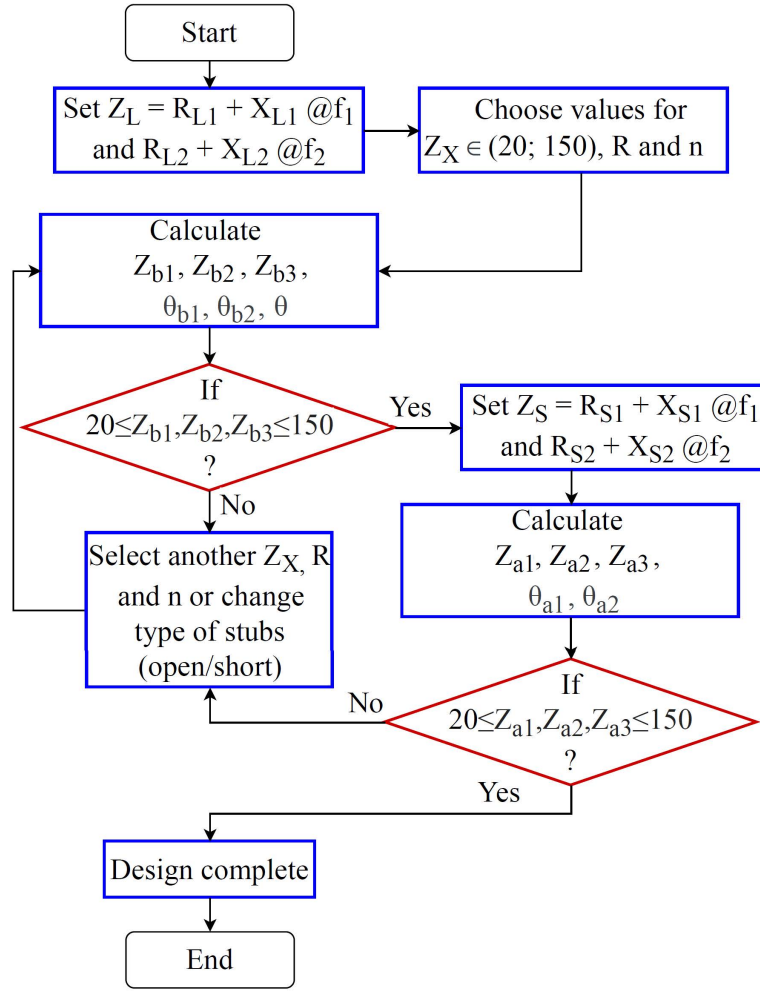 Start
Set Z_L = R_L1 + X_L1 @f_1
and R_L2 + X_L2 @f_2
Choose values for
Z_X ∈ (20; 150), R and n
Calculate
Z_b1, Z_b2, Z_b3,
θ_b1, θ_b2, θ
If
20≤Z_b1,Z_b2,Z_b3≤150
?
Yes
No
Set Z_S = R_S1 + X_S1 @f_1
and R_S2 + X_S2 @f_2
Calculate
Z_a1, Z_a2, Z_a3,
θ_a1, θ_a2
Select another Z_X, R
and n or change
type of stubs
(open/short)
If
20≤Z_a1,Z_a2,Z_a3≤150
?
No
Yes
Design complete
End